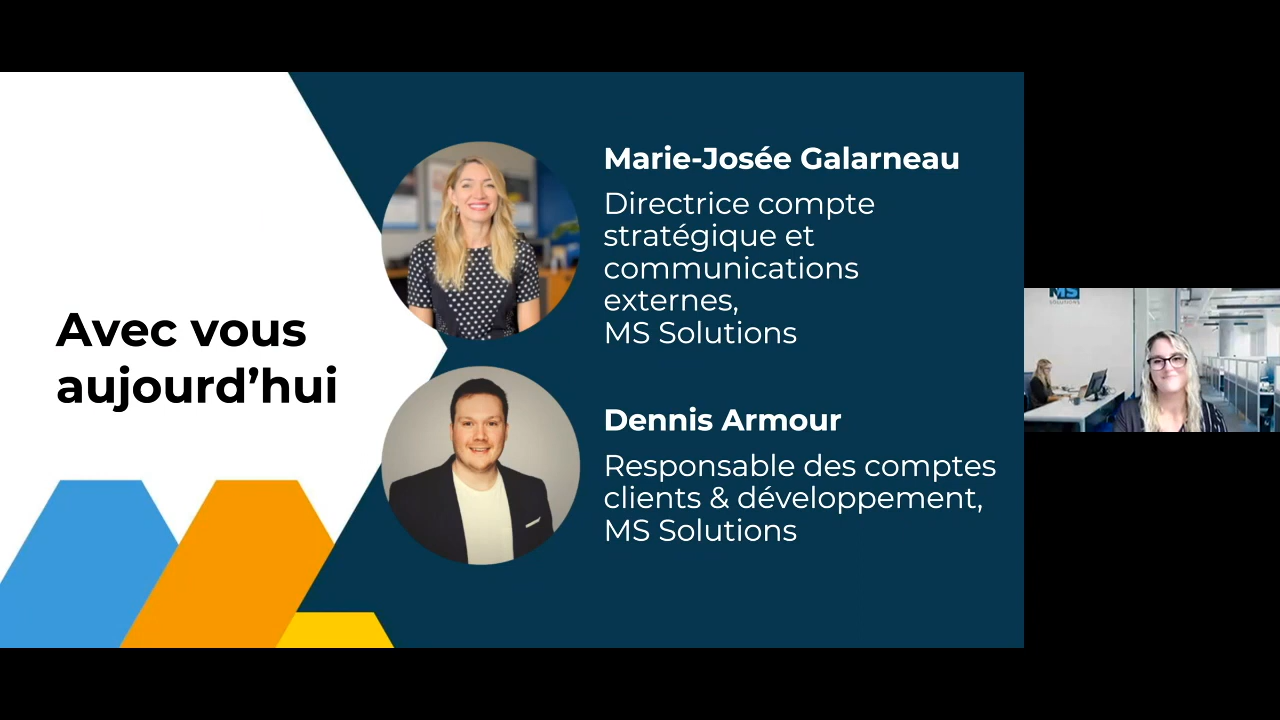 Avec vous
aujourd’hui
Marie-Josée Galarneau
Directrice compte
stratégique et
communications
externes,
MS Solutions
Dennis Armour
Responsable des comptes
clients & développement,
MS Solutions
MS
SOLUTIONS